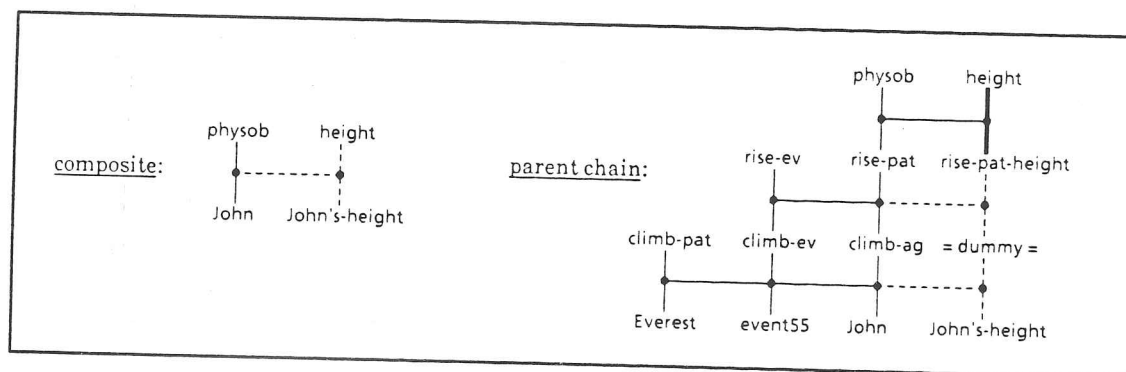 physob height
physob height
composite:
parent chain:
rise-ev rise-pat rise-pat-height
John John's-height
climb-pat climb-ev climb-ag =dummy=
Everest event55 John John's-height